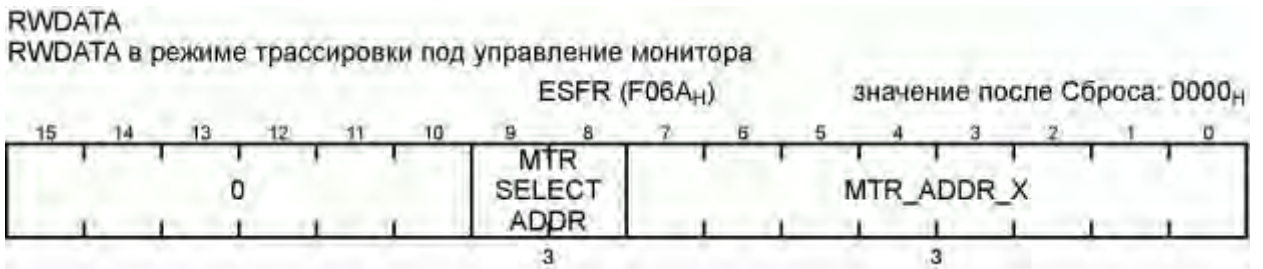 RWDATA
RWDATA в режиме трассировки под управление монитора
ESFR (F06AH) значение после Сброса: 0000H
15 14 13 12 11 10 9 8 7 6 5 4 3 2 1 0
0 MTR SELECT ADDR MTR_ADDR_X
3 3